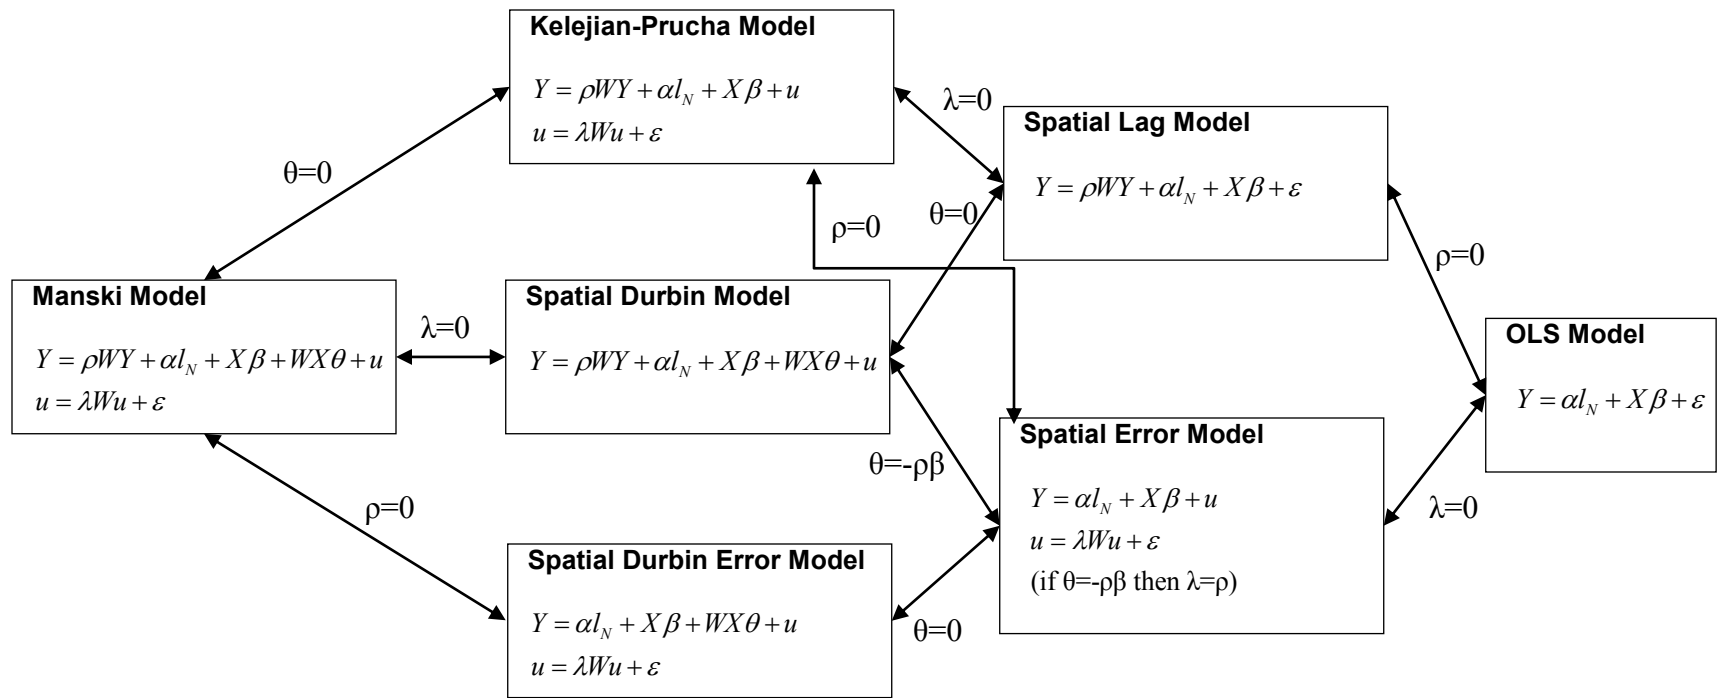 Kelejian-Prucha Model
Y = ρWY + αl_N + Xβ + u
u = λWu + ε
θ=0
λ=0
Spatial Lag Model
Y = ρWY + αl_N + Xβ + ε
ρ=0
θ=0
ρ=0
Manski Model
Y = ρWY + αl_N + Xβ + WXθ + u
u = λWu + ε
λ=0
Spatial Durbin Model
Y = ρWY + αl_N + Xβ + WXθ + u
OLS Model
Y = αl_N + Xβ + ε
θ=-ρβ
Spatial Error Model
Y = αl_N + Xβ + u
u = λWu + ε
(if θ=-ρβ then λ=ρ)
λ=0
ρ=0
Spatial Durbin Error Model
Y = αl_N + Xβ + WXθ + u
u = λWu + ε
θ=0